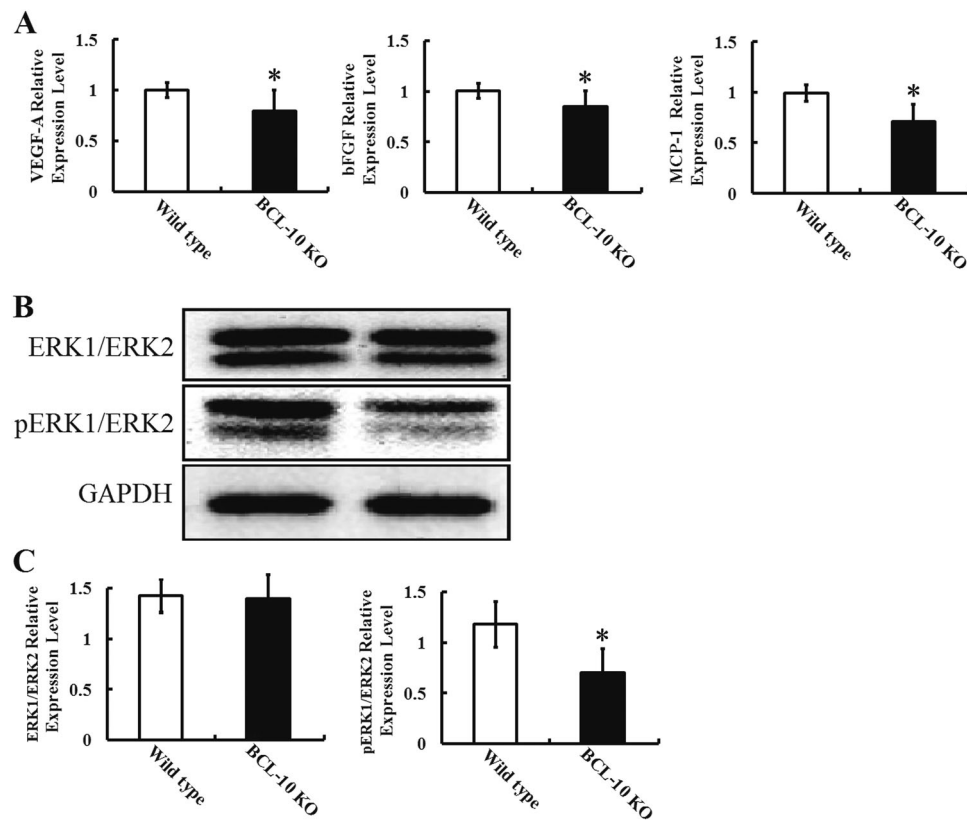 A
VEGF-A Relative
Expression Level
1.5
1
0.5
0
*
Wild type
BCL-10 KO
bFGF Relative
Expression Level
1.5
1
0.5
0
*
Wild type
BCL-10 KO
MCP-1 Relative
Expression Level
1.5
1
0.5
0
*
Wild type
BCL-10 KO
B
ERK1/ERK2
pERK1/ERK2
GAPDH
C
ERK1/ERK2 Relative
Expression Level
1.5
1
0.5
0
Wild type
BCL-10 KO
pERK1/ERK2 Relative
Expression Level
1.5
1
0.5
0
*
Wild type
BCL-10 KO